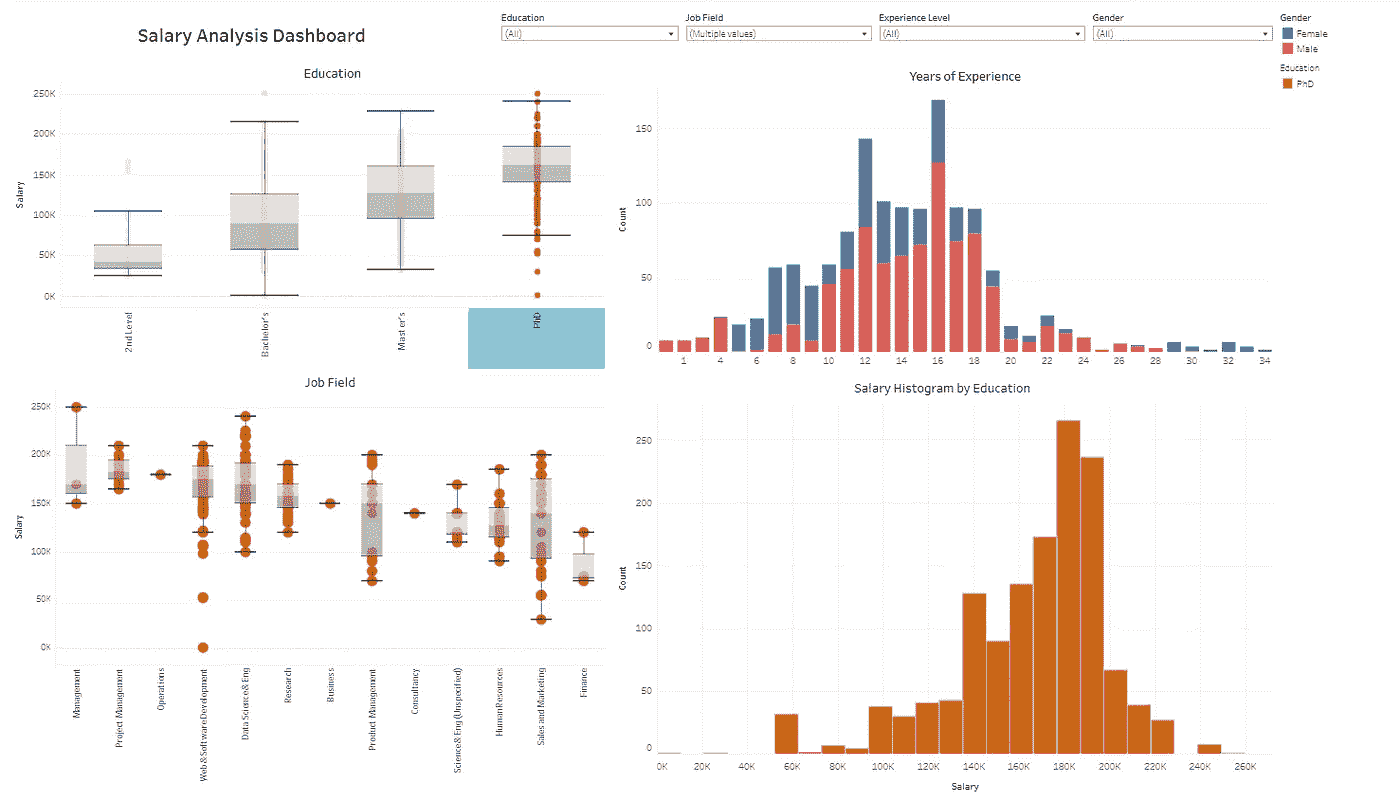 Salary Analysis Dashboard
Education
(All)
Job Field
(Multiple values)
Experience Level
(All)
Gender
(All)
Gender
Female
Male
Education
PhD
Education
Salary
250K
200K
150K
100K
50K
0K
2nd Level
Bachelor's
Master's
PhD
Years of Experience
Count
150
100
50
0
1 4 6 8 10 12 14 16 18 20 22 24 26 28 30 32 34
Job Field
Salary
250K
200K
150K
100K
50K
0K
Management
Project Management
Operations
Web & Software Development
Data Science & Eng
Research
Business
Product Management
Consultancy
Science & Eng (Unspecified)
Human Resources
Sales and Marketing
Finance
Salary Histogram by Education
Count
250
200
150
100
50
0
0K 20K 40K 60K 80K 100K 120K 140K 160K 180K 200K 220K 240K 260K
Salary